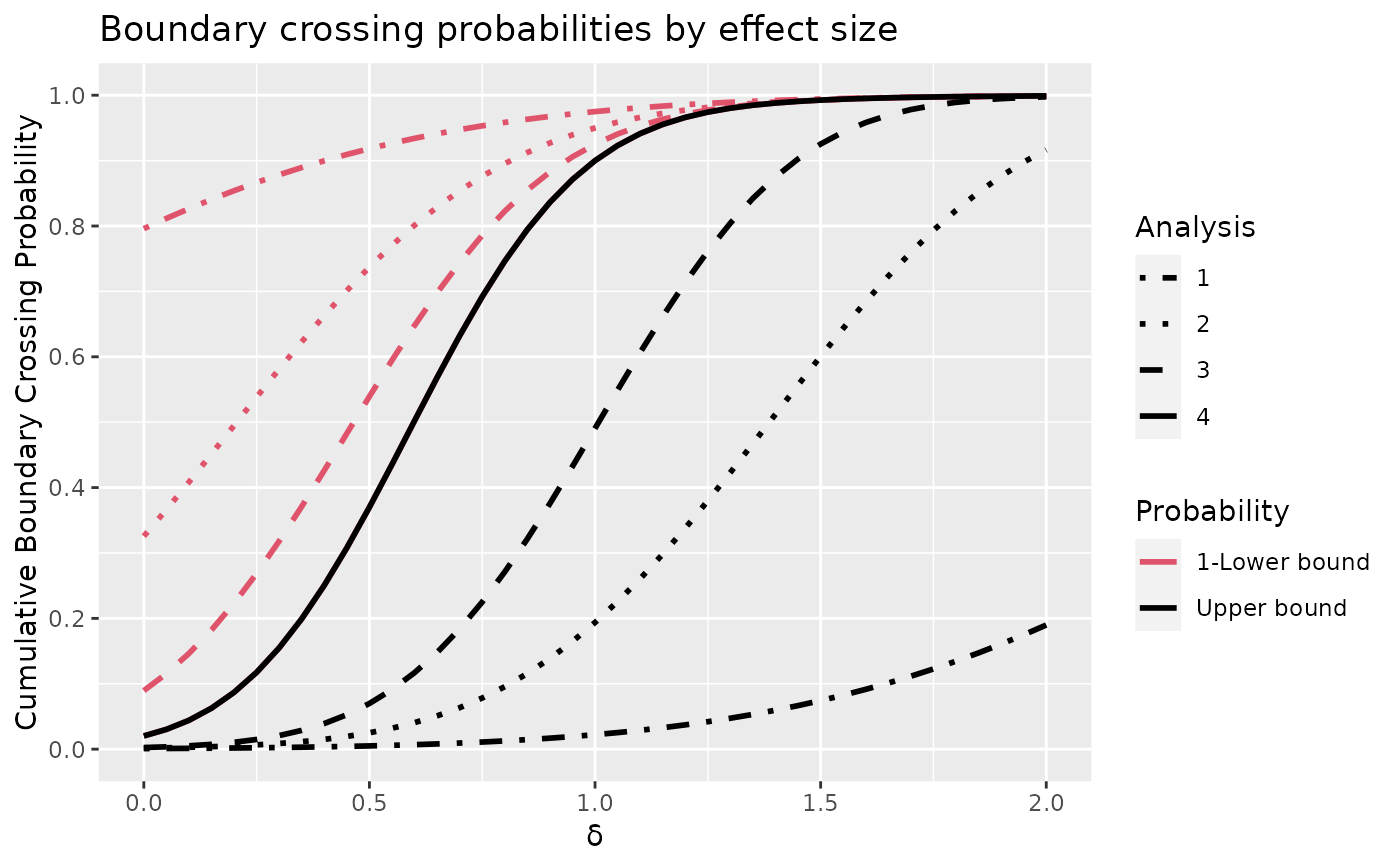 Boundary crossing probabilities by effect size
Cumulative Boundary Crossing Probability
1.0
0.8
0.6
0.4
0.2
0.0
0.0 0.5 1.0 1.5 2.0
δ
Analysis
1
2
3
4
Probability
1-Lower bound
Upper bound